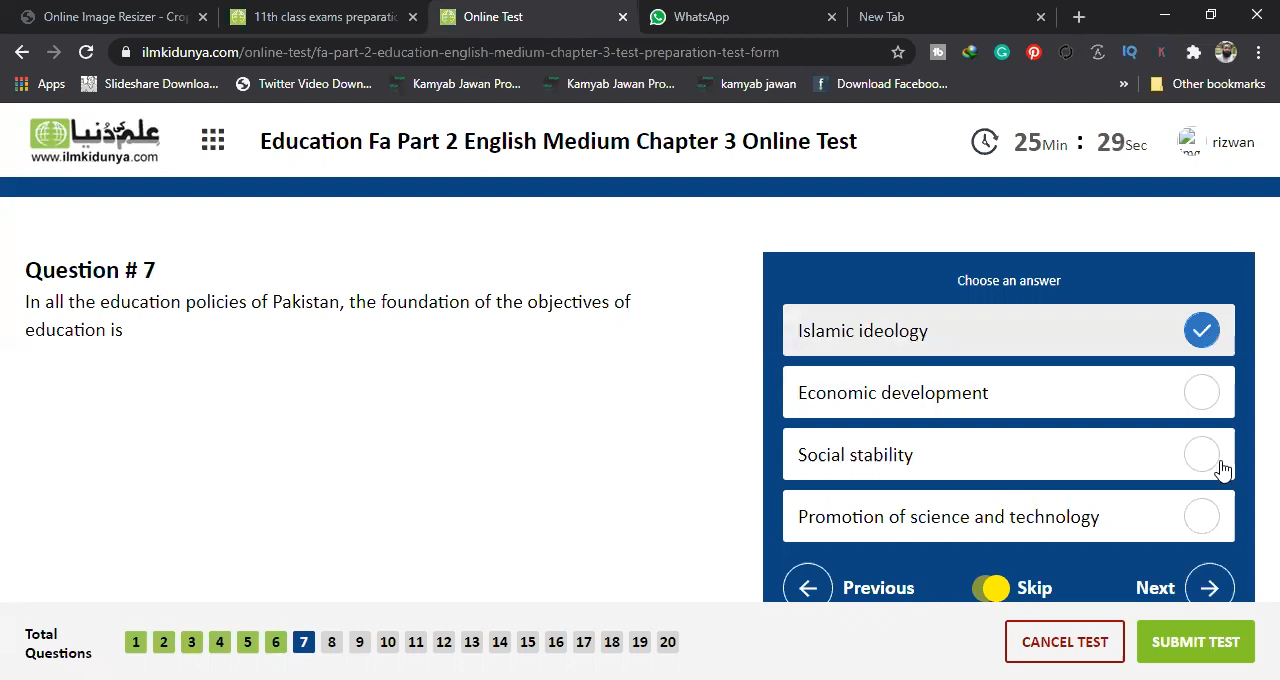 Online Image Resizer - Crop
11th class exams preparatio
Online Test
WhatsApp
New Tab
ilmkidunya.com/online-test/fa-part-2-education-english-medium-chapter-3-test-preparation-test-form
Apps
Slideshare Downloa...
Twitter Video Down...
Kamyab Jawan Pro...
Kamyab Jawan Pro...
kamyab jawan
Download Faceboo...
»
Other bookmarks
علم کی دنیا
www.ilmkidunya.com
Education Fa Part 2 English Medium Chapter 3 Online Test
25Min : 29Sec
rizwan
Question # 7
In all the education policies of Pakistan, the foundation of the objectives of
education is
Choose an answer
Islamic ideology
Economic development
Social stability
Promotion of science and technology
Previous
Skip
Next
Total
Questions
1 2 3 4 5 6 7 8 9 10 11 12 13 14 15 16 17 18 19 20
CANCEL TEST
SUBMIT TEST